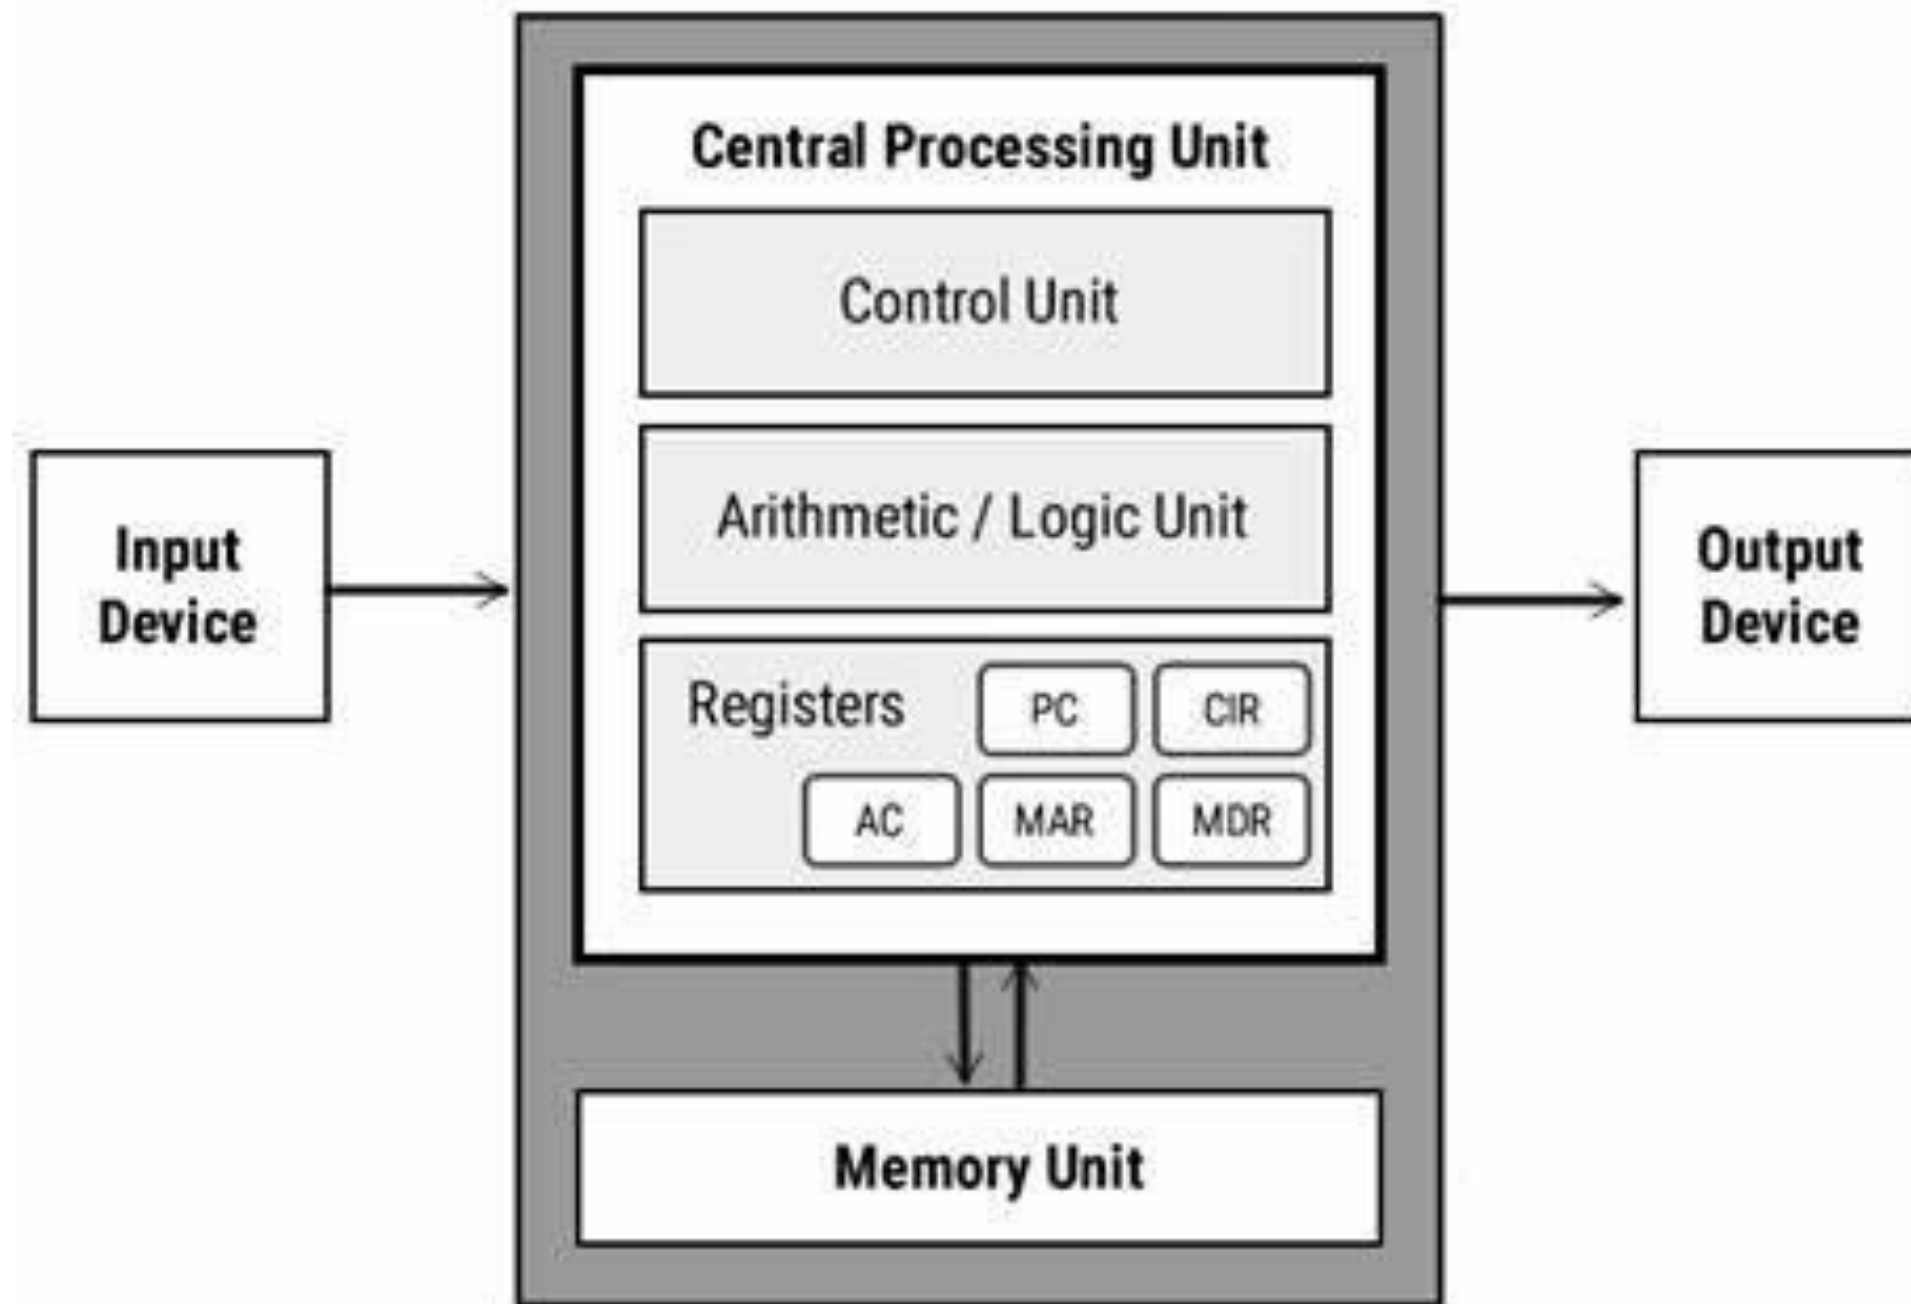 Central Processing Unit
Control Unit
Arithmetic / Logic Unit
Input
Device
Output
Device
Registers
PC
CIR
AC
MAR
MDR
Memory Unit